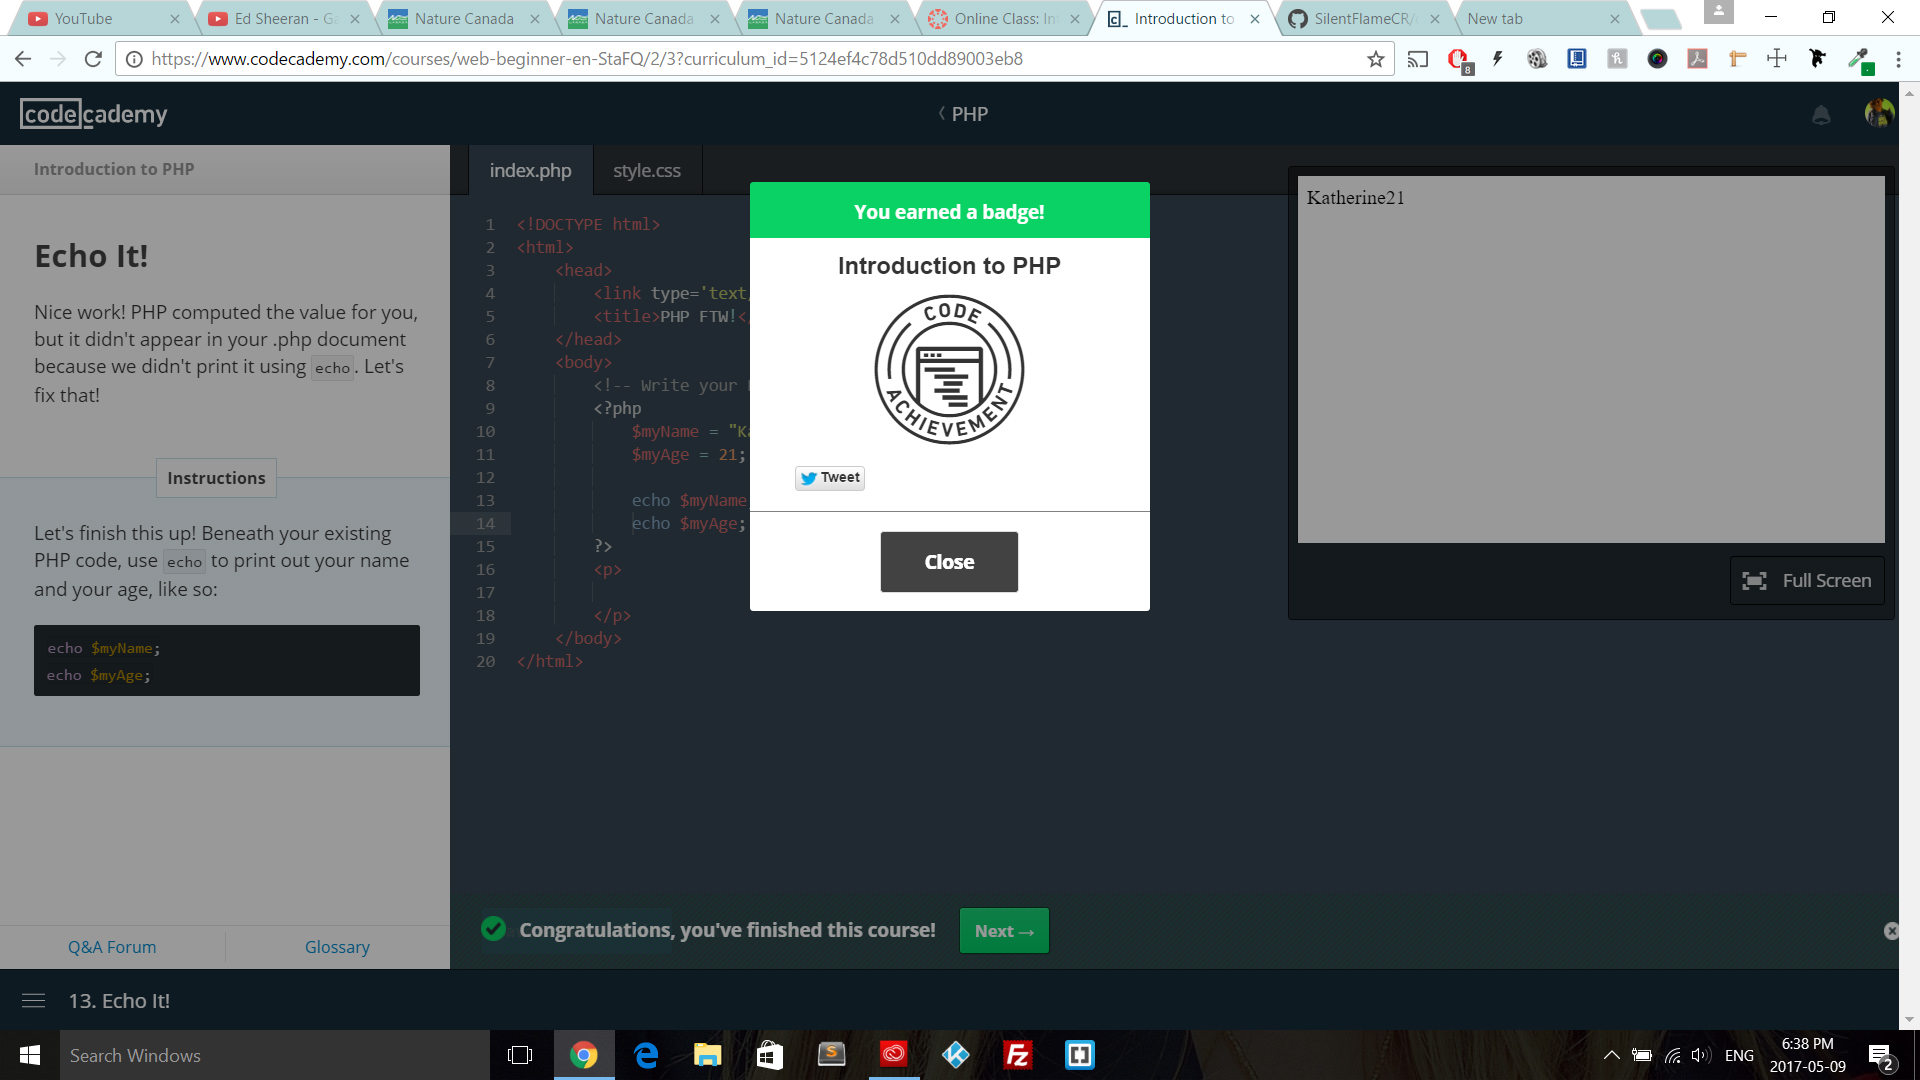 YouTube
Ed Sheeran - Ga
Nature Canada
Nature Canada
Nature Canada
Online Class: In
Introduction to
SilentFlameCR/
New tab
https://www.codecademy.com/courses/web-beginner-en-StaFQ/2/3?curriculum_id=5124ef4c78d510dd89003eb8
8
codecademy
PHP
Introduction to PHP
Echo It!
Nice work! PHP computed the value for you,
but it didn't appear in your .php document
because we didn't print it using echo. Let's
fix that!
Instructions
Let's finish this up! Beneath your existing
PHP code, use echo to print out your name
and your age, like so:
echo $myName;
echo $myAge;
Q&A Forum
Glossary
index.php
style.css
1 <!DOCTYPE html>
2 <html>
3 <head>
4 <link type='text
5 <title>PHP FTW!<
6 </head>
7 <body>
8 <!-- Write your
9 <?php
10 $myName = "Ka
11 $myAge = 21;
12
13 echo $myName
14 echo $myAge;
15 ?>
16 <p>
17
18 </p>
19 </body>
20 </html>
You earned a badge!
Introduction to PHP
CODE
ACHIEVEMENT
Tweet
Close
Katherine21
Full Screen
Congratulations, you've finished this course!
Next →
13. Echo It!
Search Windows
ENG
6:38 PM
2017-05-09
2